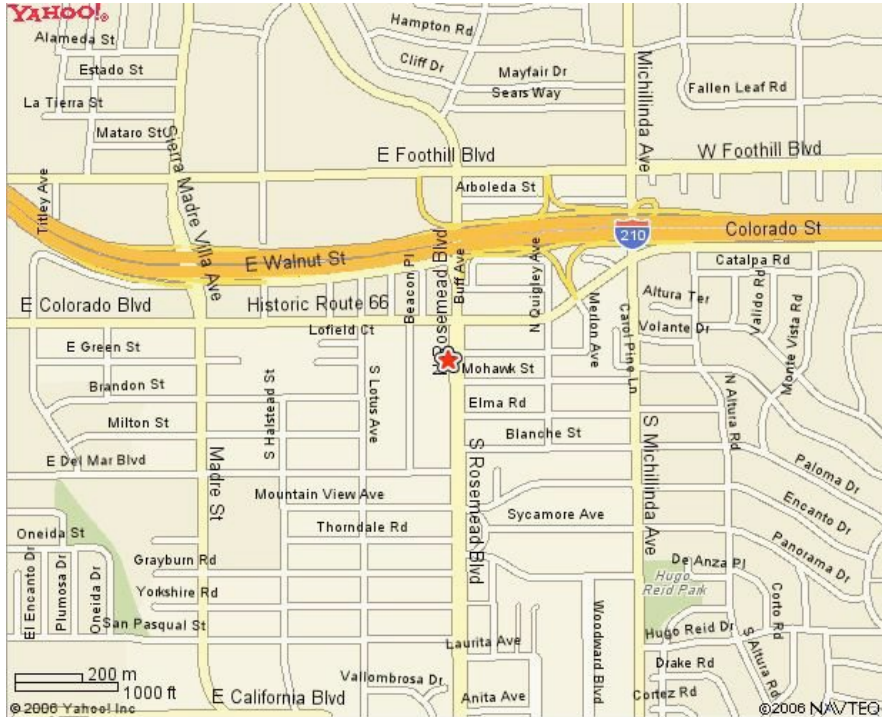 YAHOO!®
Hampton Rd
Alameda St
Cliff Dr
Estado St
Mayfair Dr
Sears Way
Michillinda Ave
Fallen Leaf Rd
La Tierra St
Mataro St
Sierra Madre Villa Ave
E Foothill Blvd
W Foothill Blvd
Titley Ave
Arboleda St
Colorado St
210
E Walnut St
N Rosemead Blvd
Buff Ave
Beacon Pl
N Quigley Ave
Catalpa Rd
E Colorado Blvd
Historic Route 66
Altura Ter
Valido Rd
Monte Vista Rd
Merlon Ave
Carol Pine Ln
Volante Dr
Lofield Ct
E Green St
Mohawk St
Brandon St
S Halstead St
S Lotus Ave
Elma Rd
N Altura Rd
Milton St
Blanche St
E Del Mar Blvd
Madre St
S Rosemead Blvd
S Michillinda Ave
Paloma Dr
Mountain View Ave
Encanto Dr
Thorndale Rd
Sycamore Ave
Oneida St
Panorama Dr
Grayburn Rd
De Anza Pl
Hugo
Reid Park
El Encanto Dr
Plumosa Dr
Oneida Dr
Yorkshire Rd
Corto Rd
San Pasqual St
Woodward Blvd
Hugo Reid Dr
S Altura Rd
Laurita Ave
Drake Rd
200 m
1000 ft
Vallombrosa Dr
E California Blvd
Anita Ave
Cortez Rd
©2006 Yahoo! Inc
©2006 NAVTEQ